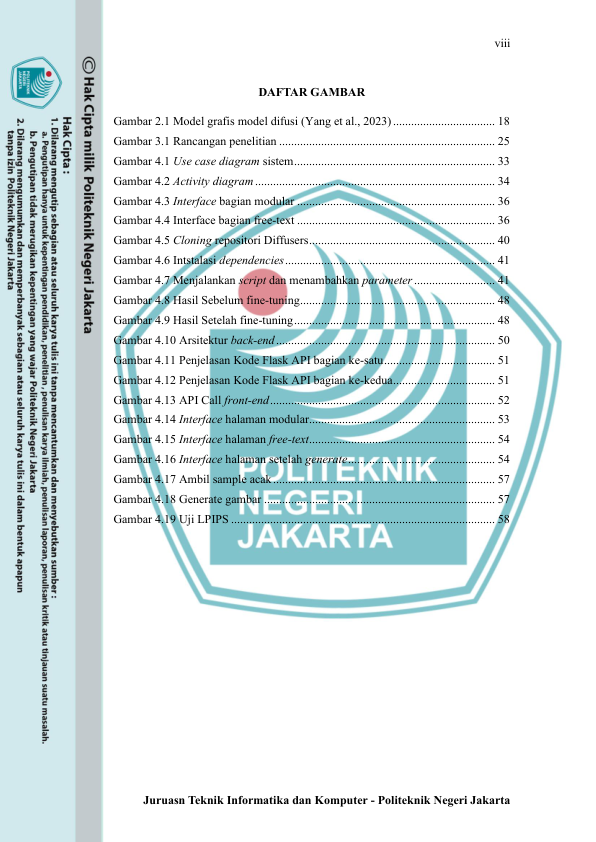 viii
DAFTAR GAMBAR
Gambar 2.1 Model grafis model difusi (Yang et al., 2023) .................................. 18
Gambar 3.1 Rancangan penelitian ........................................................................ 25
Gambar 4.1 Use case diagram sistem................................................................... 33
Gambar 4.2 Activity diagram ................................................................................ 34
Gambar 4.3 Interface bagian modular .................................................................. 36
Gambar 4.4 Interface bagian free-text .................................................................. 36
Gambar 4.5 Cloning repositori Diffusers.............................................................. 40
Gambar 4.6 Intstalasi dependencies...................................................................... 41
Gambar 4.7 Menjalankan script dan menambahkan parameter ........................... 41
Gambar 4.8 Hasil Sebelum fine-tuning................................................................. 48
Gambar 4.9 Hasil Setelah fine-tuning................................................................... 48
Gambar 4.10 Arsitektur back-end......................................................................... 50
Gambar 4.11 Penjelasan Kode Flask API bagian ke-satu..................................... 51
Gambar 4.12 Penjelasan Kode Flask API bagian ke-kedua.................................. 51
Gambar 4.13 API Call front-end........................................................................... 52
Gambar 4.14 Interface halaman modular.............................................................. 53
Gambar 4.15 Interface halaman free-text.............................................................. 54
Gambar 4.16 Interface halaman setelah generate................................................. 54
Gambar 4.17 Ambil sample acak .......................................................................... 57
Gambar 4.18 Generate gambar ............................................................................. 57
Gambar 4.19 Uji LPIPS ........................................................................................ 58
POLITEKNIK
NEGERI
JAKARTA
Juruasn Teknik Informatika dan Komputer - Politeknik Negeri Jakarta
© Hak Cipta milik Politeknik Negeri Jakarta
Hak Cipta :
1. Dilarang mengutip sebagian atau seluruh karya tulis ini tanpa mencantumkan dan menyebutkan sumber :
a. Pengutipan hanya untuk kepentingan pendidikan, penelitian , penulisan karya ilmiah, penulisan laporan, penulisan kritik atau tinjauan suatu masalah.
b. Pengutipan tidak merugikan kepentingan yang wajar Politeknik Negeri Jakarta
2. Dilarang mengumumkan dan memperbanyak sebagian atau seluruh karya tulis ini dalam bentuk apapun
tanpa izin Politeknik Negeri Jakarta
POLITEKNIK
NEGERI
JAKARTA